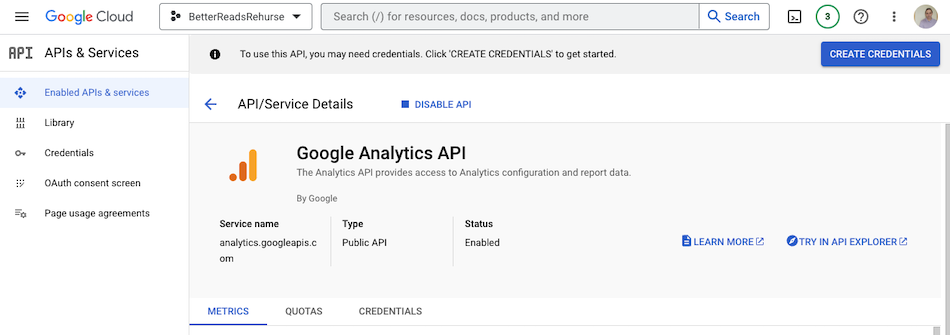 Google Cloud
BetterReadsRehurse
Search (/) for resources, docs, products, and more
Search
3
API APIs & Services
To use this API, you may need credentials. Click 'CREATE CREDENTIALS' to get started.
CREATE CREDENTIALS
Enabled APIs & services
Library
Credentials
OAuth consent screen
Page usage agreements
API/Service Details
DISABLE API
Google Analytics API
The Analytics API provides access to Analytics configuration and report data.
By Google
Service name
analytics.googleapis.c
om
Type
Public API
Status
Enabled
LEARN MORE
TRY IN API EXPLORER
METRICS
QUOTAS
CREDENTIALS